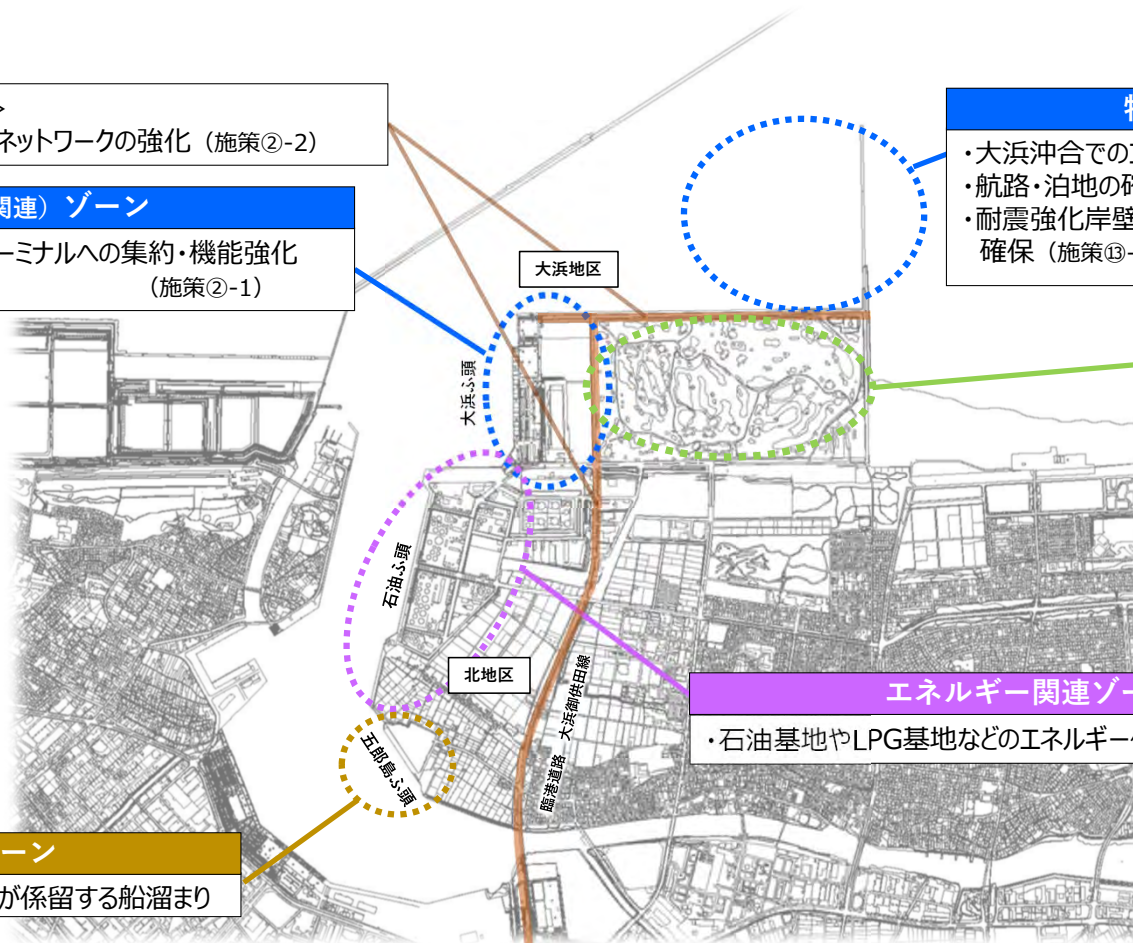 ネットワークの強化（施策②-2）
関連）ゾーン
ーミナルへの集約・機能強化
（施策②-1）
・大浜沖合での
・航路・泊地の確
・耐震強化岸壁
確保（施策⑬-
大浜地区
大浜ふ頭
石油ふ頭
北地区
臨港道路 大浜御供田線
五郎島ふ頭
エネルギー関連ゾー
・石油基地やLPG基地などのエネルギー
ーン
が係留する船溜まり